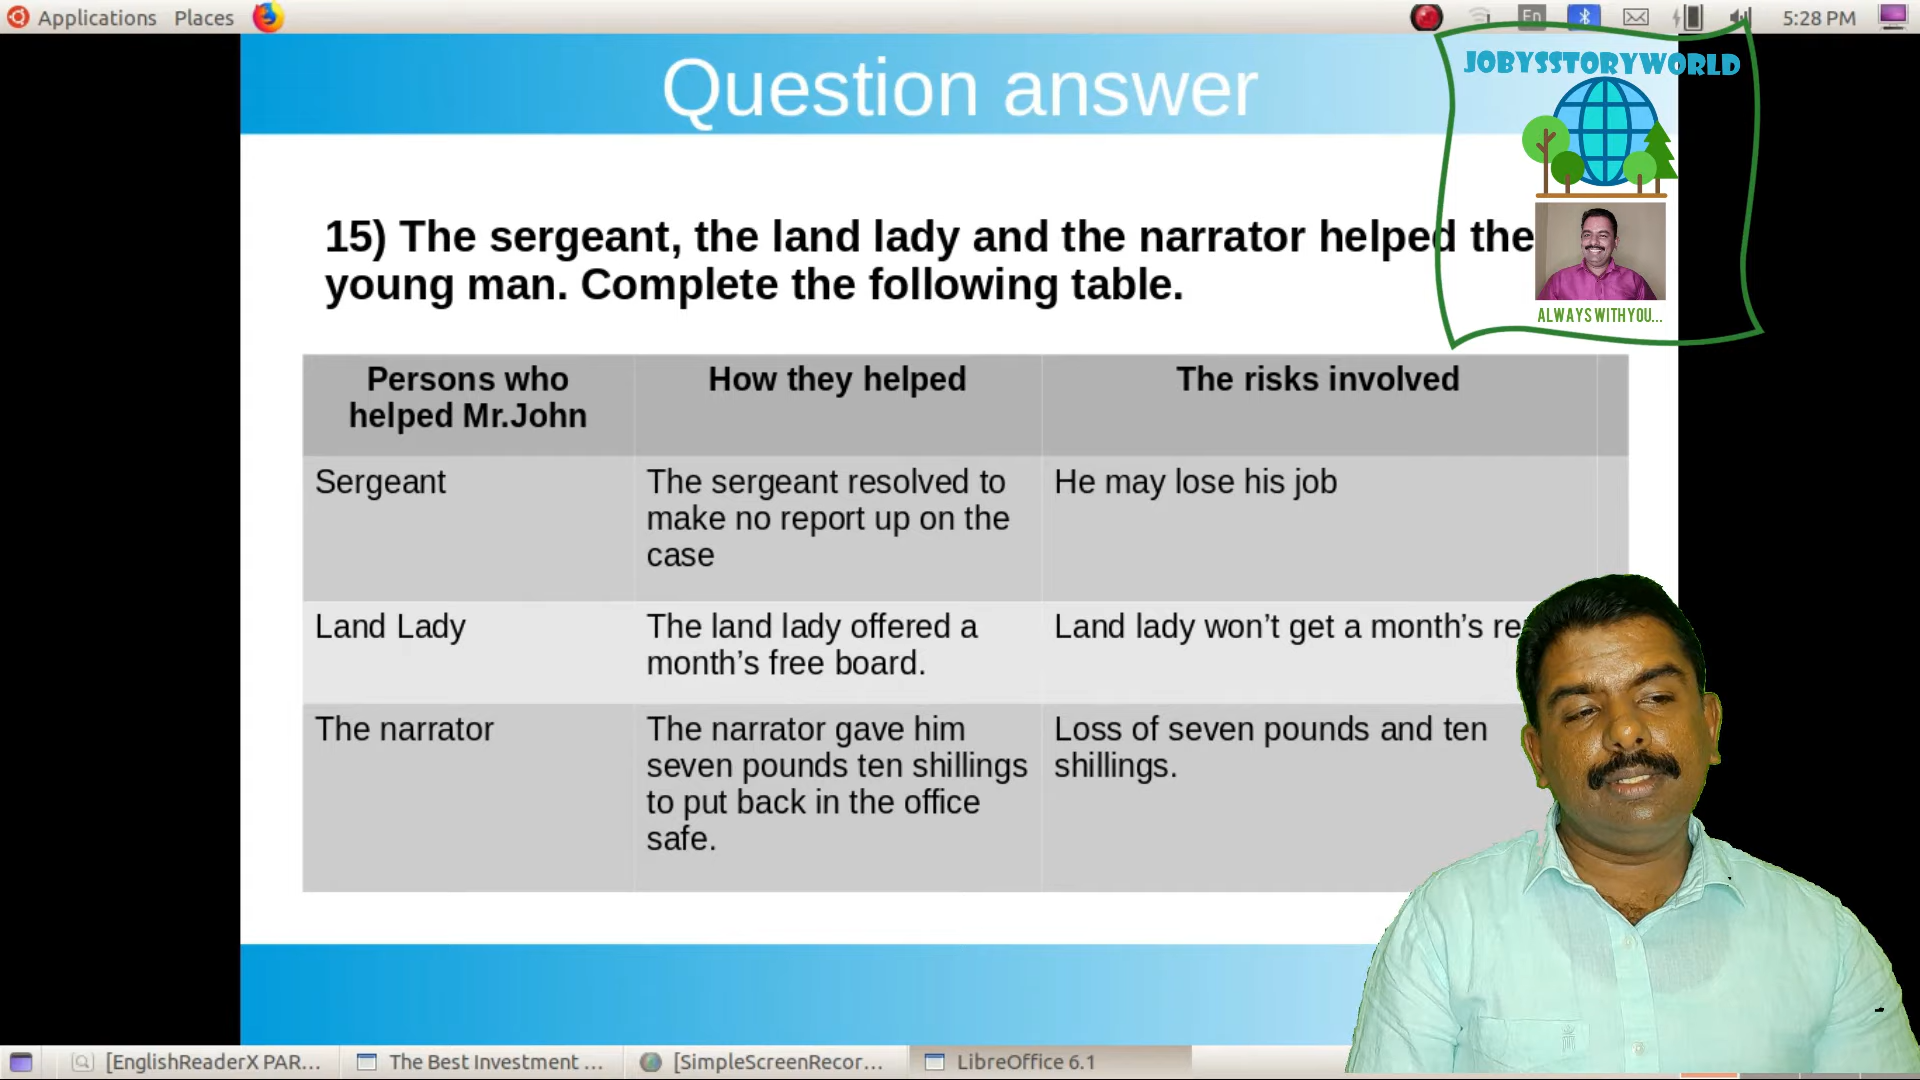 Applications Places
En
5:28 PM
JOBYSSTORYWORLD
Question answer
15) The sergeant, the land lady and the narrator helped the
young man. Complete the following table.
ALWAYS WITH YOU...
Persons who
helped Mr.John
How they helped
The risks involved
Sergeant
The sergeant resolved to
make no report up on the
case
He may lose his job
Land Lady
The land lady offered a
month’s free board.
Land lady won’t get a month’s
The narrator
The narrator gave him
seven pounds ten shillings
to put back in the office
safe.
Loss of seven pounds and ten
shillings.
[EnglishReaderX PAR...
The Best Investment ...
[SimpleScreenRecor...
LibreOffice 6.1